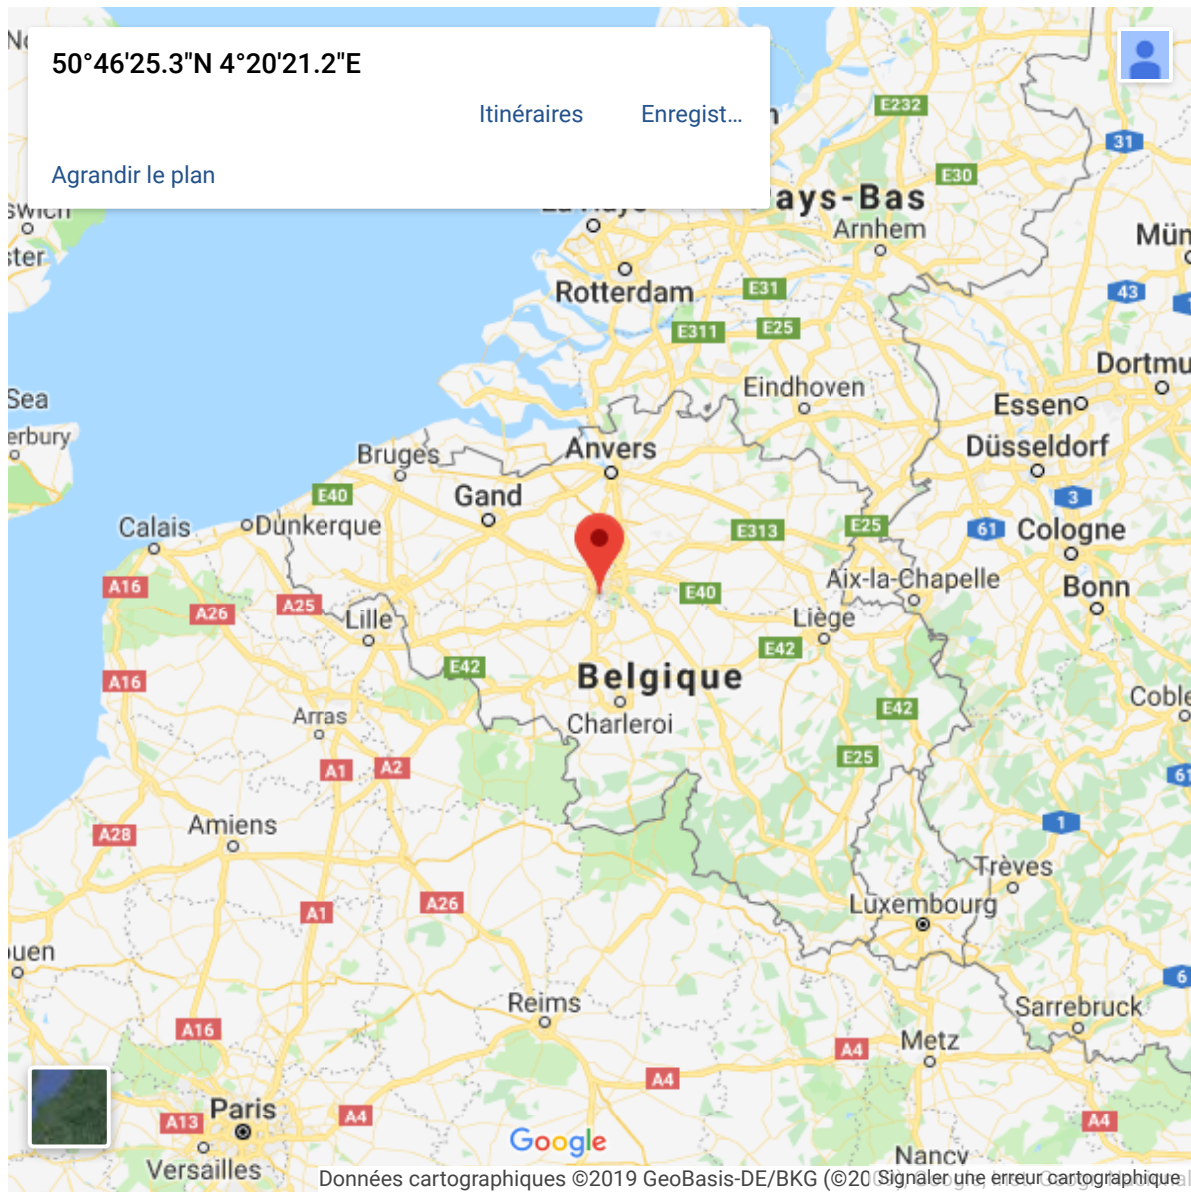 50°46'25.3"N 4°20'21.2"E
Itinéraires
Enregist...
Agrandir le plan
E232
31
E30
Pays-Bas
Arnhem
Rotterdam
E31
43
E311
E25
Eindhoven
Sea
Essen
Düsseldorf
Bruges
Anvers
E40
Gand
3
Calais
Dunkerque
E313
E25
61
Cologne
A16
A26
A25
Aix-la-Chapelle
Bonn
E40
Lille
Liège
E42
E42
Belgique
A16
E42
Arras
Charleroi
A1
A2
E25
61
A28
Amiens
1
Trèves
A26
A1
Luxembourg
6
Reims
Sarrebruck
A16
Metz
A4
A4
Paris
A13
A4
A4
Google
Versailles
Nancy
Données cartographiques ©2019 GeoBasis-DE/BKG (©20
Signaler une erreur cartographique